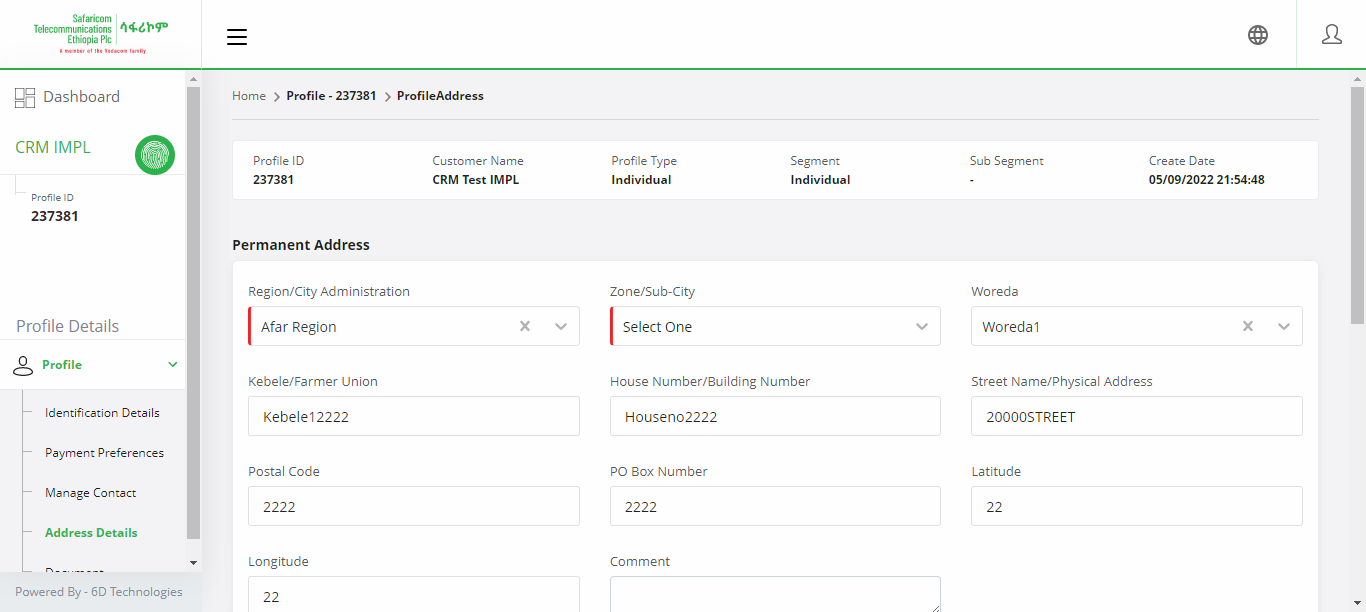 Safaricom
Telecommunications
Ethiopia Plc
ሳፋሪኮም
A member of the Vodacom family
Dashboard
CRM IMPL
Profile ID
237381
Profile Details
Profile
Identification Details
Payment Preferences
Manage Contact
Address Details
Document
Powered By - 6D Technologies
Home > Profile - 237381 > ProfileAddress
Profile ID Customer Name Profile Type Segment Sub Segment Create Date
237381 CRM Test IMPL Individual Individual - 05/09/2022 21:54:48
Permanent Address
Region/City Administration Zone/Sub-City Woreda
Afar Region Select One Woreda1
Kebele/Farmer Union House Number/Building Number Street Name/Physical Address
Kebele12222 Houseno2222 20000STREET
Postal Code PO Box Number Latitude
2222 2222 22
Longitude Comment
22